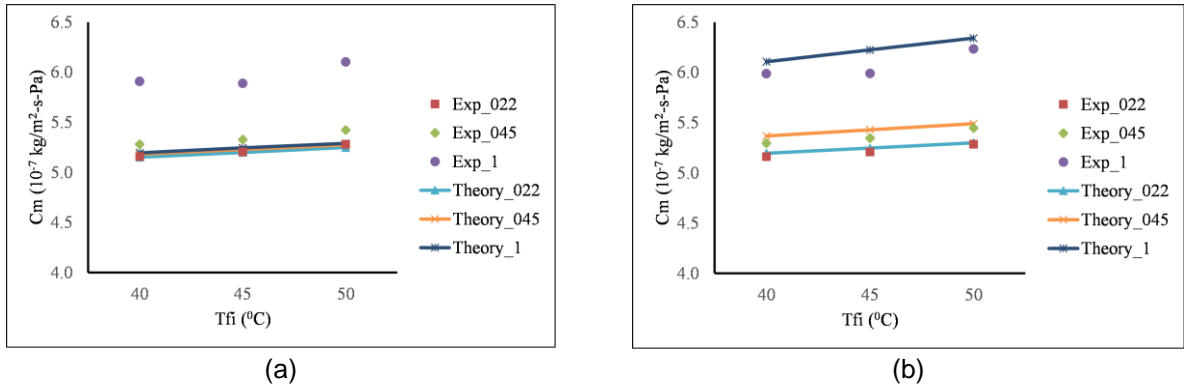 6.5
6.0
5.5
5.0
4.5
4.0
Cm (10⁻⁷ kg/m²-s-Pa)
40
45
50
Tfi (⁰C)
Exp_022
Exp_045
Exp_1
Theory_022
Theory_045
Theory_1
(a)
6.5
6.0
5.5
5.0
4.5
4.0
Cm (10⁻⁷ kg/m²-s-Pa)
40
45
50
Tfi (⁰C)
Exp_022
Exp_045
Exp_1
Theory_022
Theory_045
Theory_1
(b)